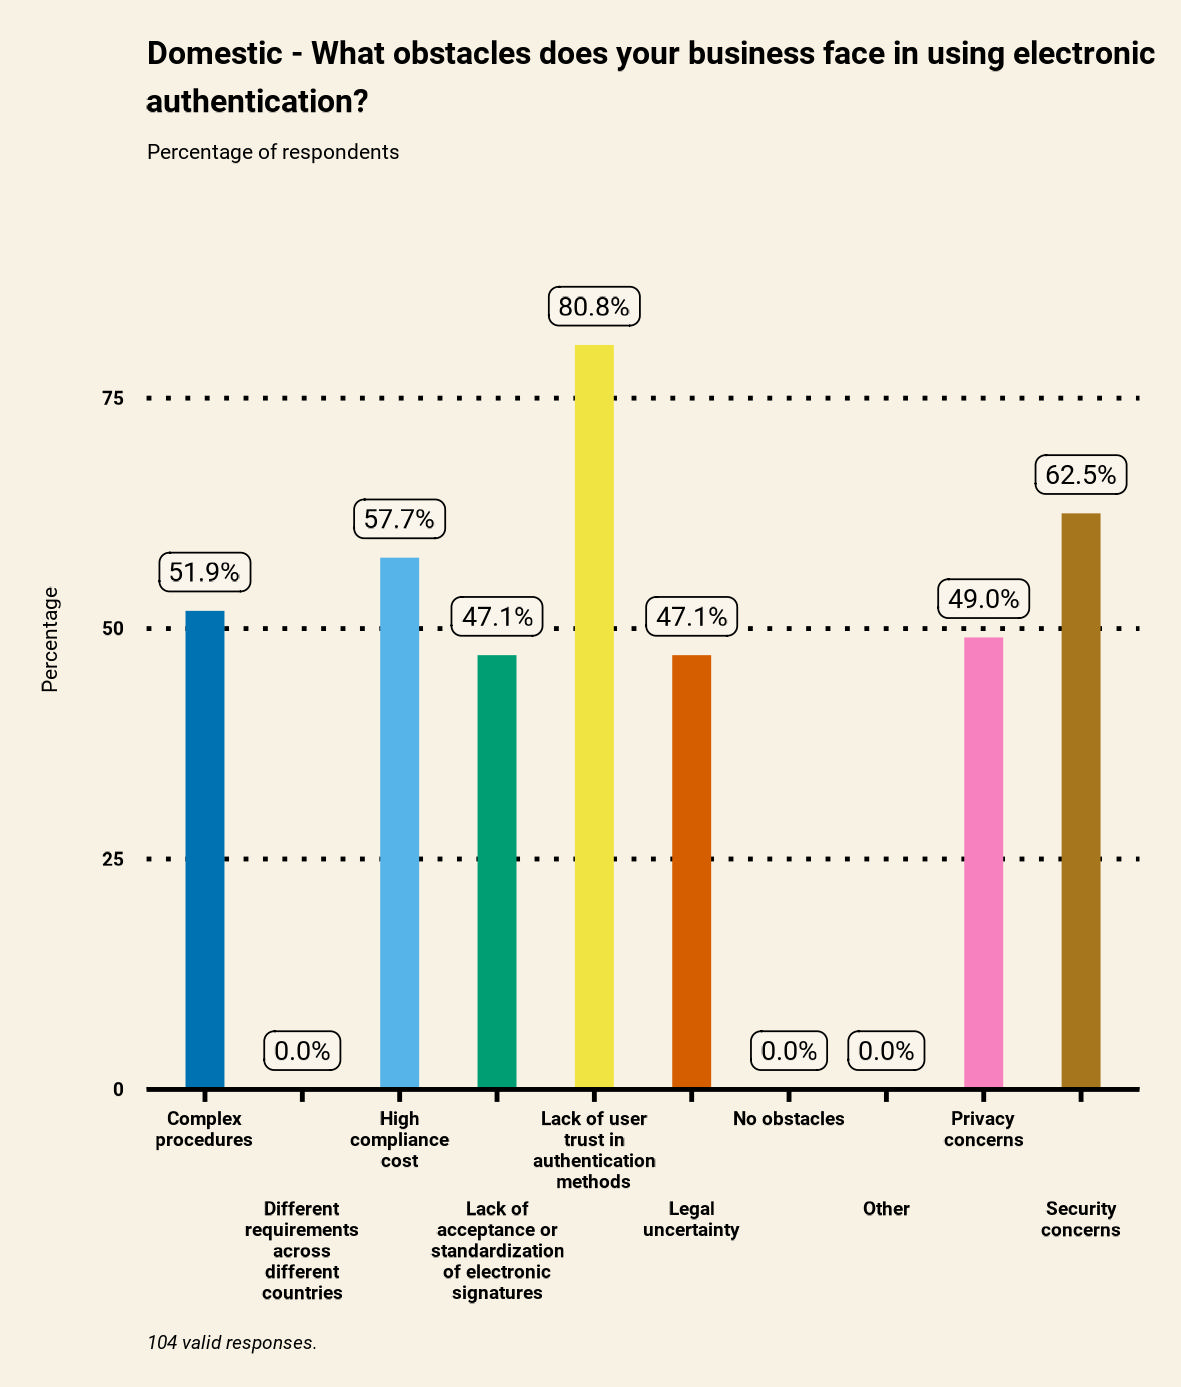 Domestic - What obstacles does your business face in using electronic
authentication?
Percentage of respondents
80.8%
75
62.5%
57.7%
51.9%
49.0%
47.1%
47.1%
50
Percentage
25
0.0%
0.0%
0.0%
0
Complex
procedures
High
compliance
cost
Lack of user
trust in
authentication
methods
No obstacles
Privacy
concerns
Different
requirements
across
different
countries
Lack of
acceptance or
standardization
of electronic
signatures
Legal
uncertainty
Other
Security
concerns
104 valid responses.